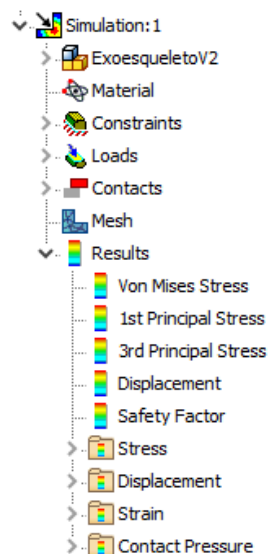 Simulation:1
ExoesqueletoV2
Material
Constraints
Loads
Contacts
Mesh
Results
Von Mises Stress
1st Principal Stress
3rd Principal Stress
Displacement
Safety Factor
Stress
Displacement
Strain
Contact Pressure